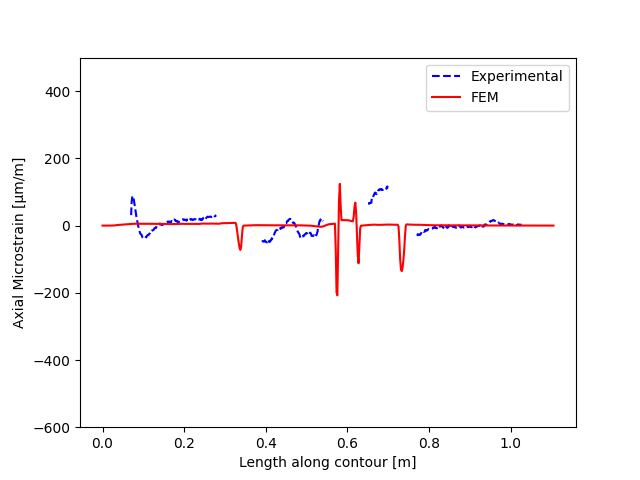 Experimental
FEM
400
200
0
−200
−400
−600
Axial Microstrain [μm/m]
0.0 0.2 0.4 0.6 0.8 1.0
Length along contour [m]